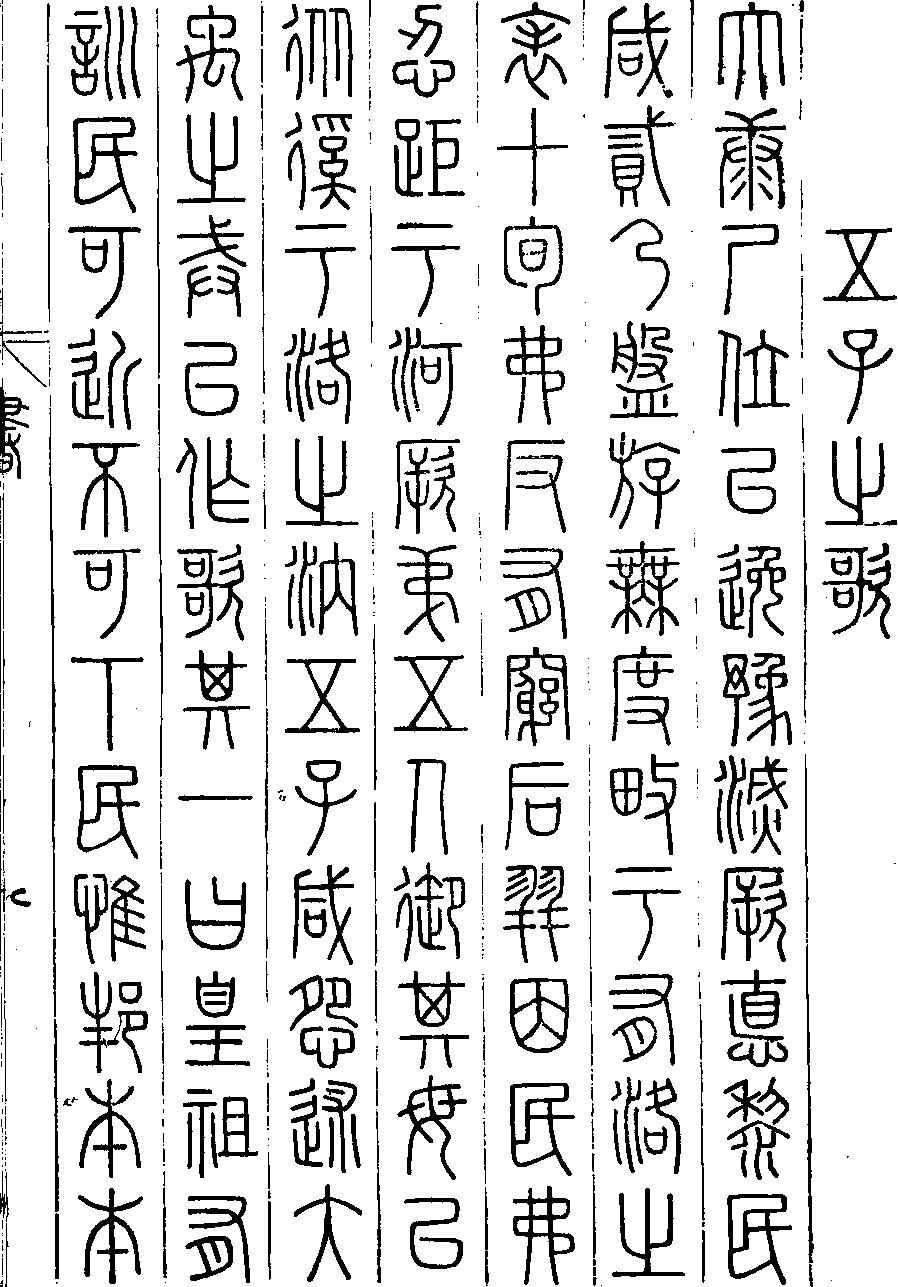 五子之歌
太康尸位以逸豫滅厥悳黎民
咸貳乃盤游無度畋于有洛之
表十旬弗反有窮后羿因民弗
忍距于河厥弟五人御其母以
從徯于洛之汭五子咸怨述大
禹之戒以作歌其一曰皇祖有
訓民可近不可下民惟邦本本